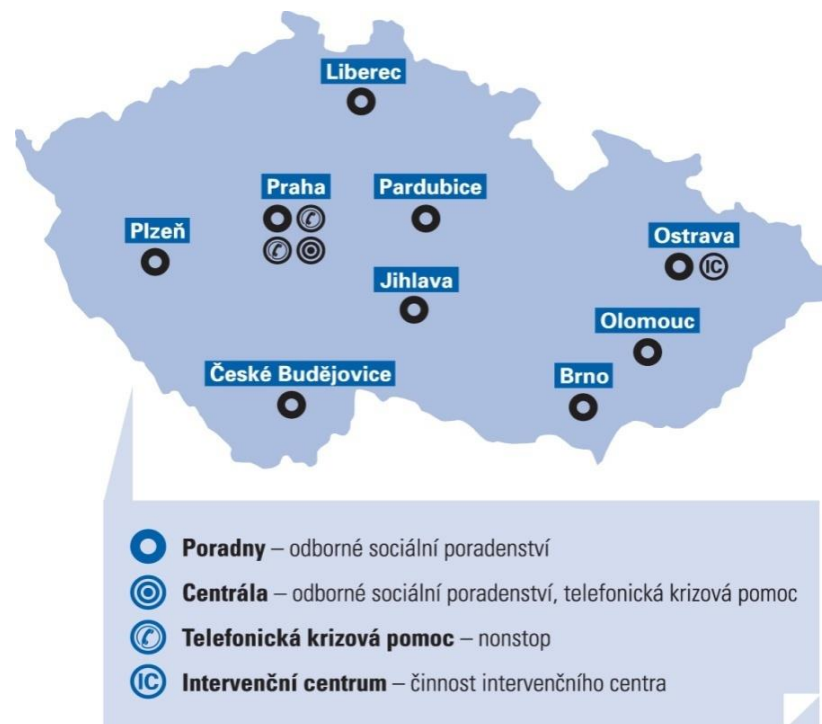 Liberec
Praha
Pardubice
Plzeň
Ostrava
IC
Jihlava
Olomouc
České Budějovice
Brno
Poradny – odborné sociální poradenství
Centrála – odborné sociální poradenství, telefonická krizová pomoc
Telefonická krizová pomoc – nonstop
IC Intervenční centrum – činnost intervenčního centra